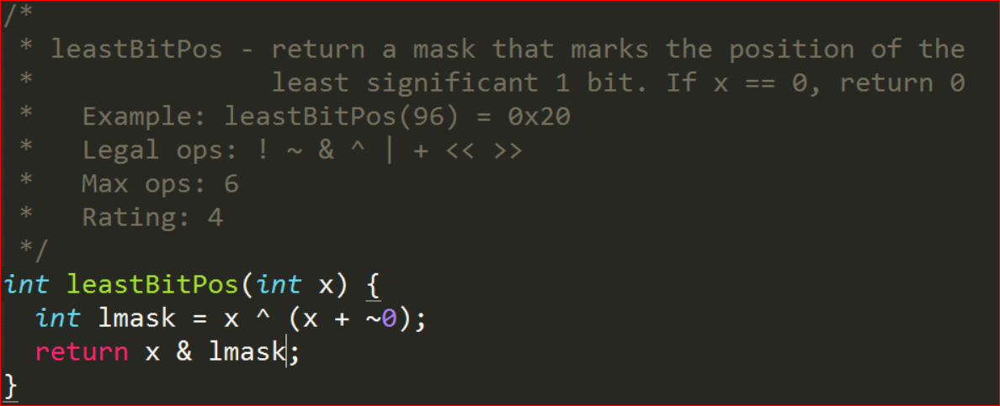 /*
 * leastBitPos - return a mask that marks the position of the
 *               least significant 1 bit. If x == 0, return 0
 *   Example: leastBitPos(96) = 0x20
 *   Legal ops: ! ~ & ^ | + << >>
 *   Max ops: 6
 *   Rating: 4
 */
int leastBitPos(int x) {
  int lmask = x ^ (x + ~0);
  return x & lmask;
}